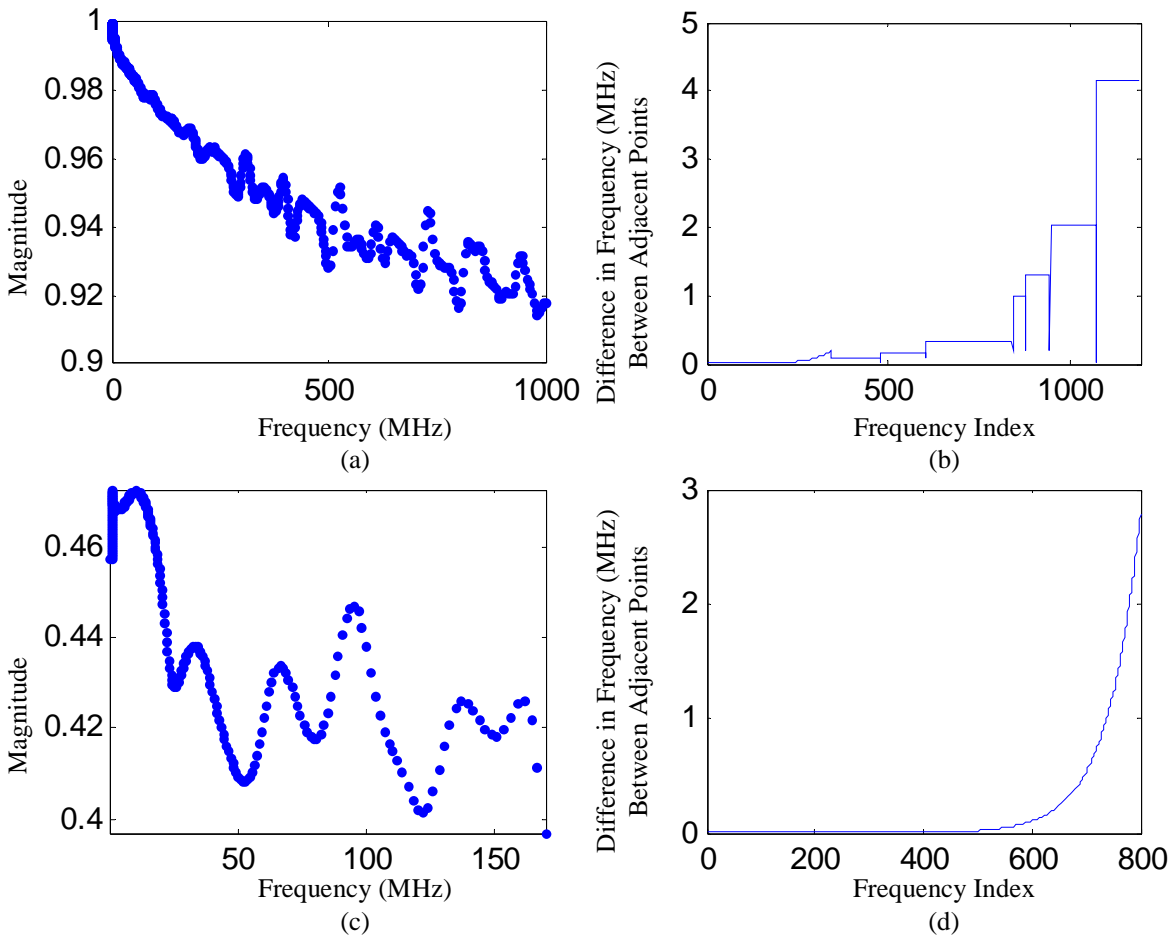 1
0.98
0.96
0.94
0.92
0.9
0
500
1000
Magnitude
Frequency (MHz)
(a)
5
4
3
2
1
0
0
500
1000
Difference in Frequency (MHz)
Between Adjacent Points
Frequency Index
(b)
0.46
0.44
0.42
0.4
50
100
150
Magnitude
Frequency (MHz)
(c)
3
2
1
0
0
200
400
600
800
Difference in Frequency (MHz)
Between Adjacent Points
Frequency Index
(d)